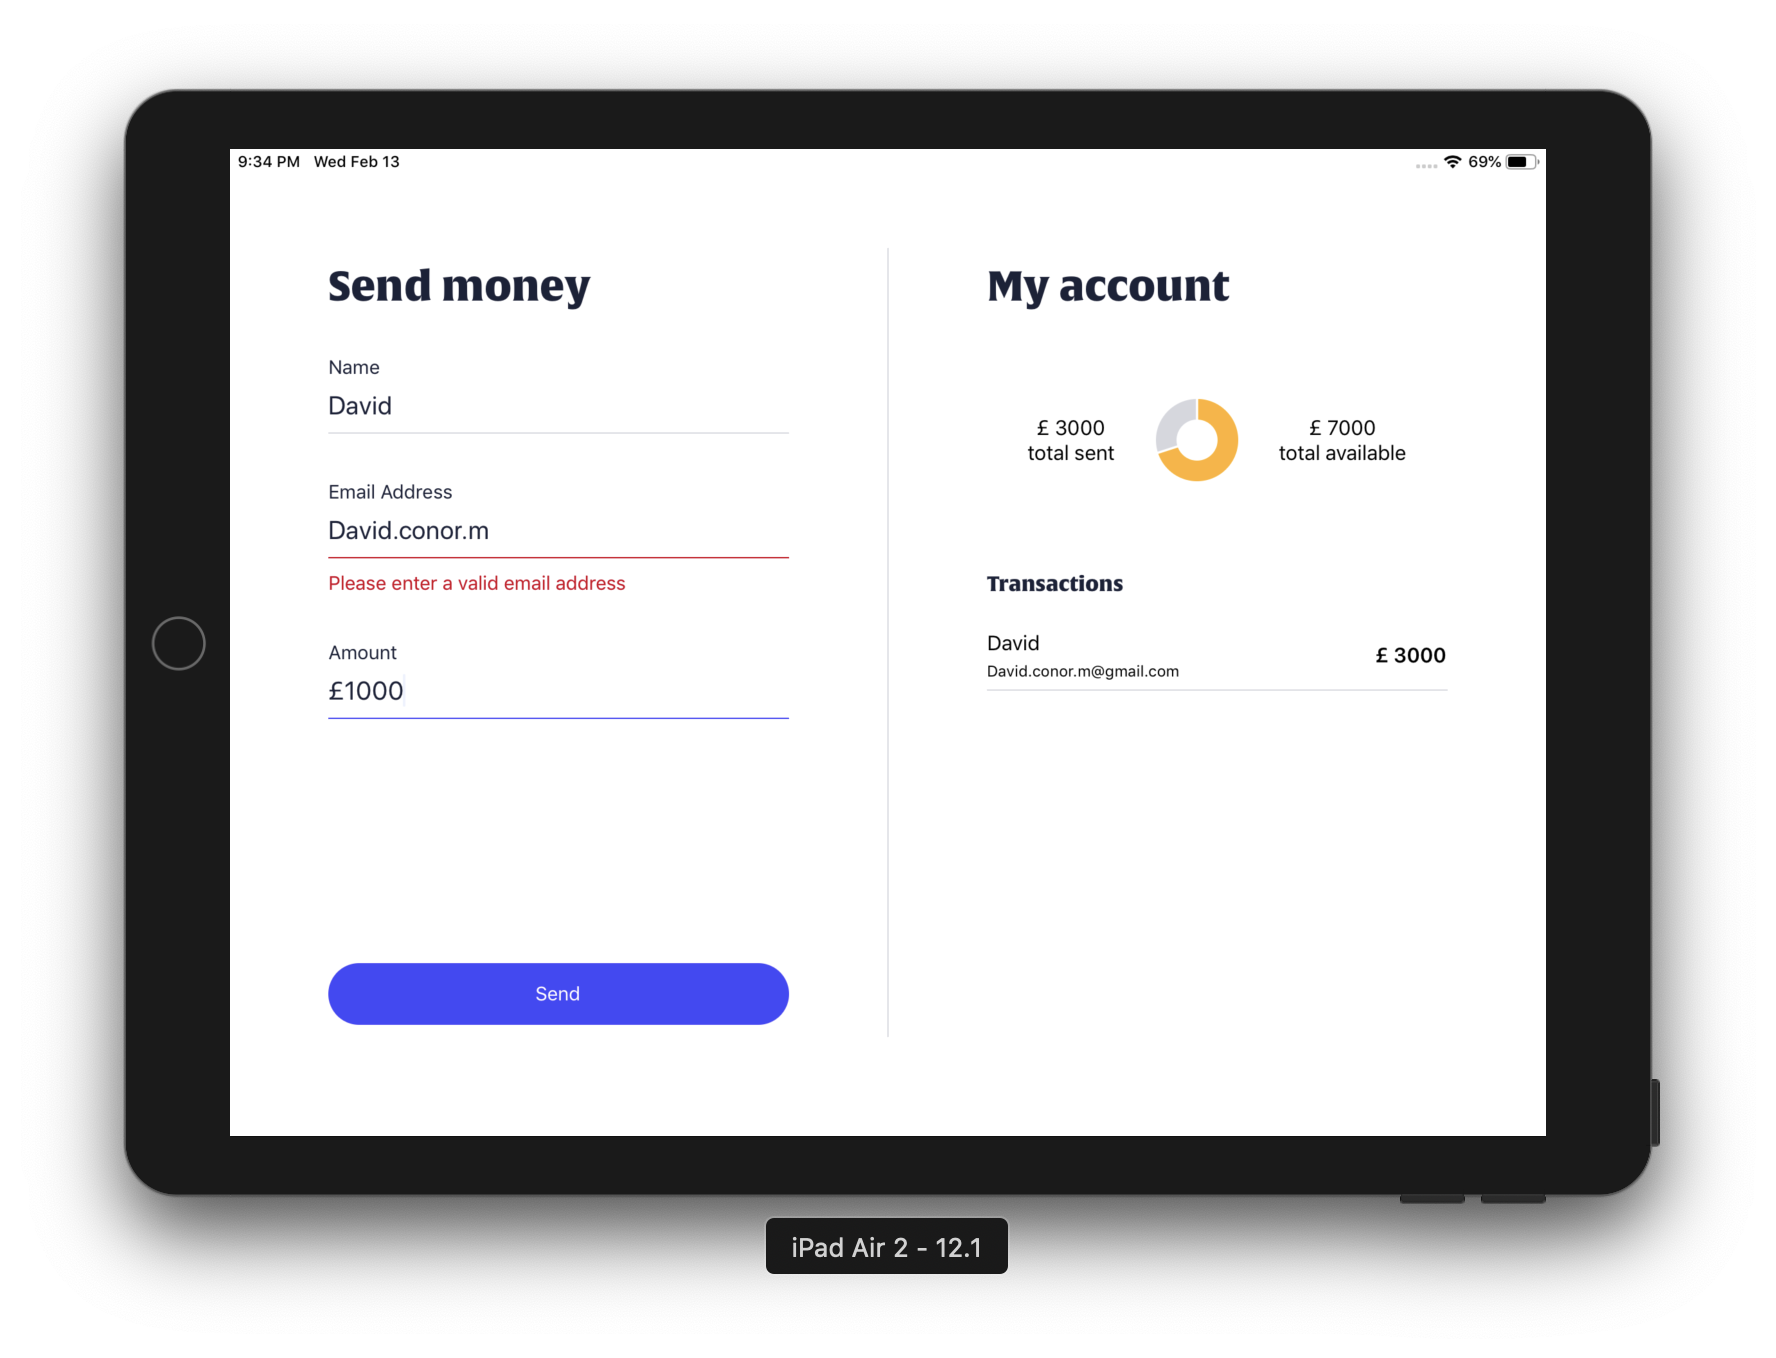 9:34 PM Wed Feb 13
69%
Send money
Name
David
Email Address
David.conor.m
Please enter a valid email address
Amount
£1000
Send
My account
£ 3000
total sent
£ 7000
total available
Transactions
David
David.conor.m@gmail.com
£ 3000
iPad Air 2 - 12.1